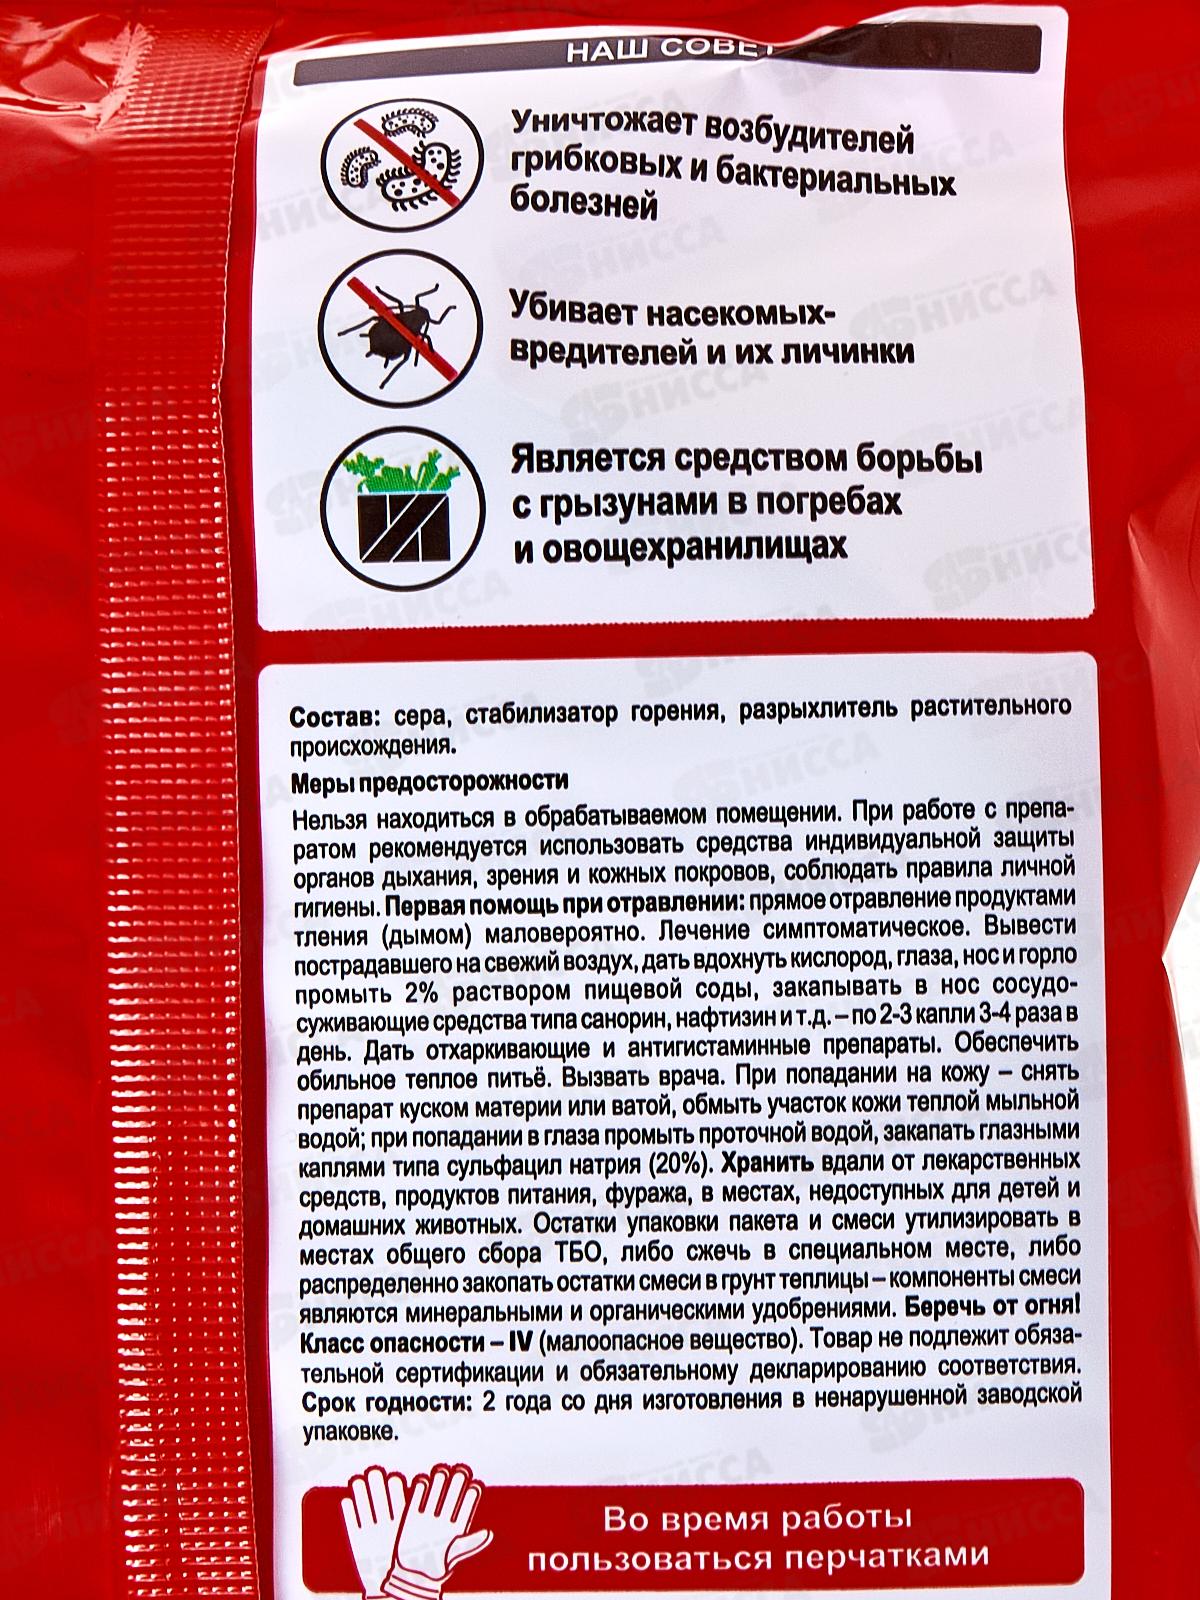 НАШ СОВЕТ
Уничтожает возбудителей
грибковых и бактериальных
болезней
Убивает насекомых-
вредителей и их личинки
Является средством борьбы
с грызунами в погребах
и овощехранилищах
Состав: сера, стабилизатор горения, разрыхлитель растительного
происхождения.
Меры предосторожности
Нельзя находиться в обрабатываемом помещении. При работе с препа-
ратом рекомендуется использовать средства индивидуальной защиты
органов дыхания, зрения и кожных покровов, соблюдать правила личной
гигиены. Первая помощь при отравлении: прямое отравление продуктами
тления (дымом) маловероятно. Лечение симптоматическое. Вывести
пострадавшего на свежий воздух, дать вдохнуть кислород, глаза, нос и горло
промыть 2% раствором пищевой соды, закапывать в нос сосудо-
суживающие средства типа санорин, нафтизин и т.д. – по 2-3 капли 3-4 раза в
день. Дать отхаркивающие и антигистаминные препараты. Обеспечить
обильное теплое питьё. Вызвать врача. При попадании на кожу – снять
препарат куском материи или ватой, обмыть участок кожи теплой мыльной
водой; при попадании в глаза промыть проточной водой, закапать глазными
каплями типа сульфацил натрия (20%). Хранить вдали от лекарственных
средств, продуктов питания, фуража, в местах, недоступных для детей и
домашних животных. Остатки упаковки пакета и смеси утилизировать в
местах общего сбора ТБО, либо сжечь в специальном месте, либо
распределенно закопать остатки смеси в грунт теплицы – компоненты смеси
являются минеральными и органическими удобрениями. Беречь от огня!
Класс опасности – IV (малоопасное вещество). Товар не подлежит обяза-
тельной сертификации и обязательному декларированию соответствия.
Срок годности: 2 года со дня изготовления в ненарушенной заводской
упаковке.
Во время работы
пользоваться перчатками